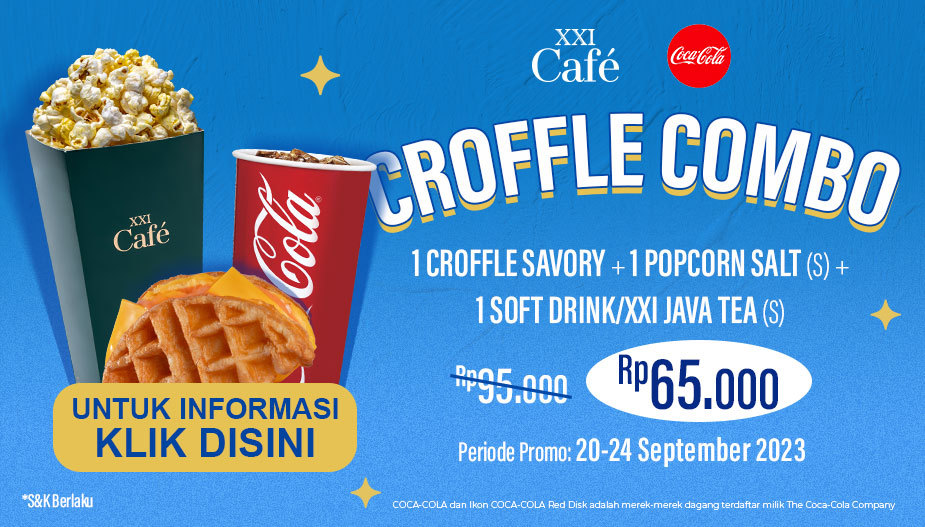 XXI
Café
Coca-Cola
CROFFLE COMBO
1 CROFFLE SAVORY + 1 POPCORN SALT (S) +
1 SOFT DRINK/XXI JAVA TEA (S)
Rp95.000
Rp65.000
Periode Promo: 20-24 September 2023
XXI
Café
Cola
UNTUK INFORMASI
KLIK DISINI
*S&K Berlaku
COCA-COLA dan Ikon COCA-COLA Red Disk adalah merek-merek dagang terdaftar milik The Coca-Cola Company